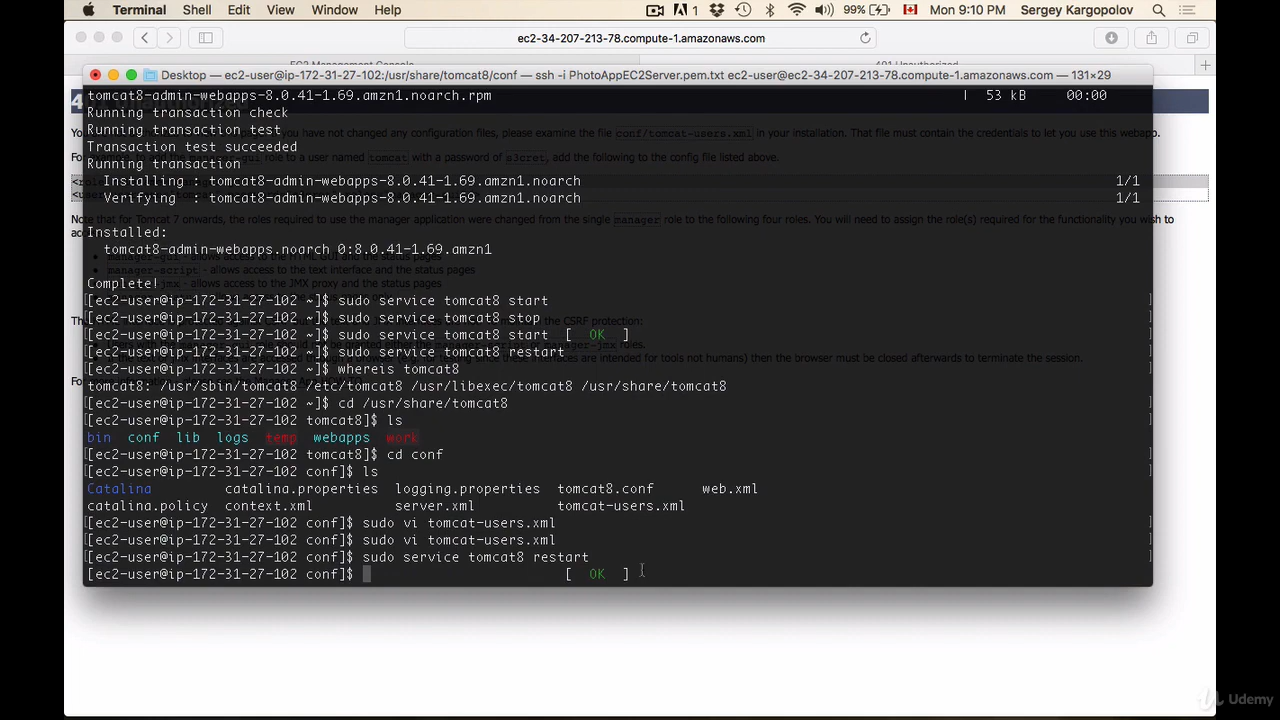 Terminal Shell Edit View Window Help 99% Mon 9:10 PM Sergey Kargopolov
ec2-34-207-213-78.compute-1.amazonaws.com
EC2 Management Console 401 Unauthorized
Desktop — ec2-user@ip-172-31-27-102:/usr/share/tomcat8/conf — ssh -i PhotoAppEC2Server.pem.txt ec2-user@ec2-34-207-213-78.compute-1.amazonaws.com — 131×29
tomcat8-admin-webapps-8.0.41-1.69.amzn1.noarch.rpm | 53 kB 00:00
Running transaction check
Running transaction test
Transaction test succeeded
Running transaction
Installing : tomcat8-admin-webapps-8.0.41-1.69.amzn1.noarch 1/1
Verifying : tomcat8-admin-webapps-8.0.41-1.69.amzn1.noarch 1/1
Installed:
tomcat8-admin-webapps.noarch 0:8.0.41-1.69.amzn1
Complete!
[ec2-user@ip-172-31-27-102 ~]$ sudo service tomcat8 start
[ec2-user@ip-172-31-27-102 ~]$ sudo service tomcat8 stop
[ec2-user@ip-172-31-27-102 ~]$ sudo service tomcat8 start [ OK ]
[ec2-user@ip-172-31-27-102 ~]$ sudo service tomcat8 restart
[ec2-user@ip-172-31-27-102 ~]$ whereis tomcat8
tomcat8: /usr/sbin/tomcat8 /etc/tomcat8 /usr/libexec/tomcat8 /usr/share/tomcat8
[ec2-user@ip-172-31-27-102 ~]$ cd /usr/share/tomcat8
[ec2-user@ip-172-31-27-102 tomcat8]$ ls
bin conf lib logs temp webapps work
[ec2-user@ip-172-31-27-102 tomcat8]$ cd conf
[ec2-user@ip-172-31-27-102 conf]$ ls
Catalina catalina.properties logging.properties tomcat8.conf web.xml
catalina.policy context.xml server.xml tomcat-users.xml
[ec2-user@ip-172-31-27-102 conf]$ sudo vi tomcat-users.xml
[ec2-user@ip-172-31-27-102 conf]$ sudo vi tomcat-users.xml
[ec2-user@ip-172-31-27-102 conf]$ sudo service tomcat8 restart
[ec2-user@ip-172-31-27-102 conf]$ [ OK ]
Udemy